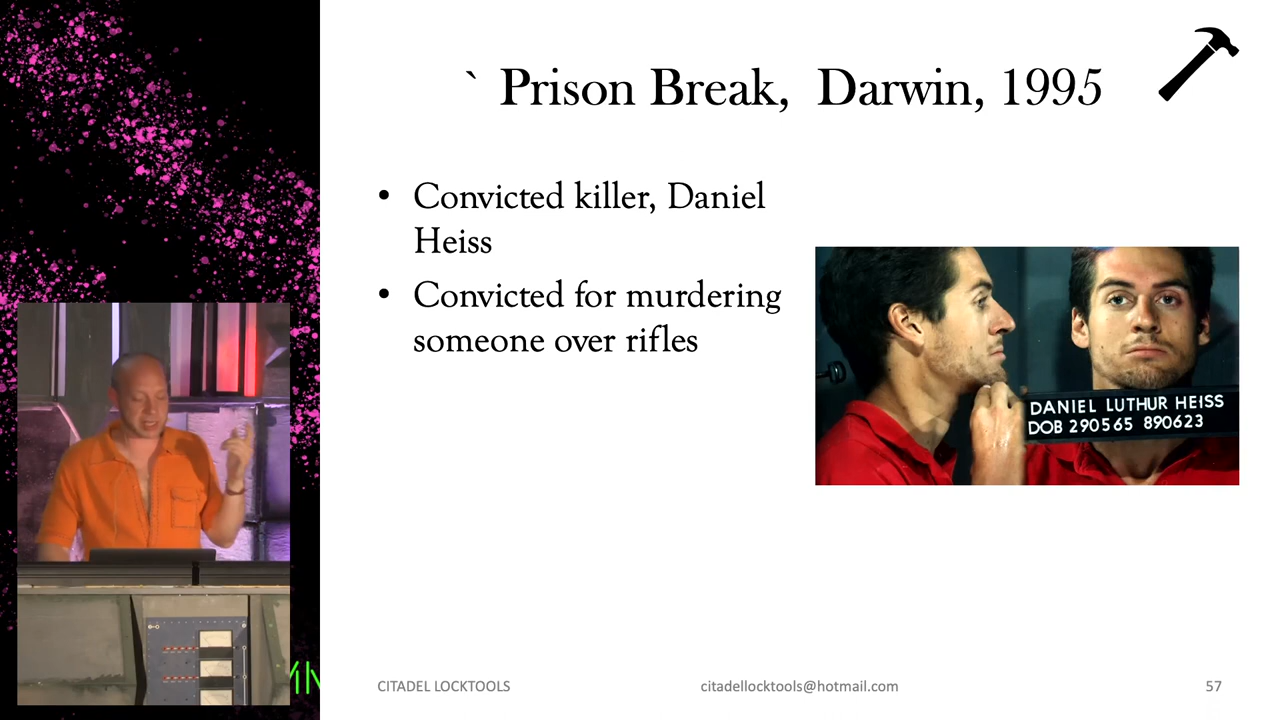 ` Prison Break, Darwin, 1995
• Convicted killer, Daniel
Heiss
• Convicted for murdering
someone over rifles
DANIEL LUTHUR HEISS
DOB 290565 890623
CITADEL LOCKTOOLS
citadellocktools@hotmail.com
57